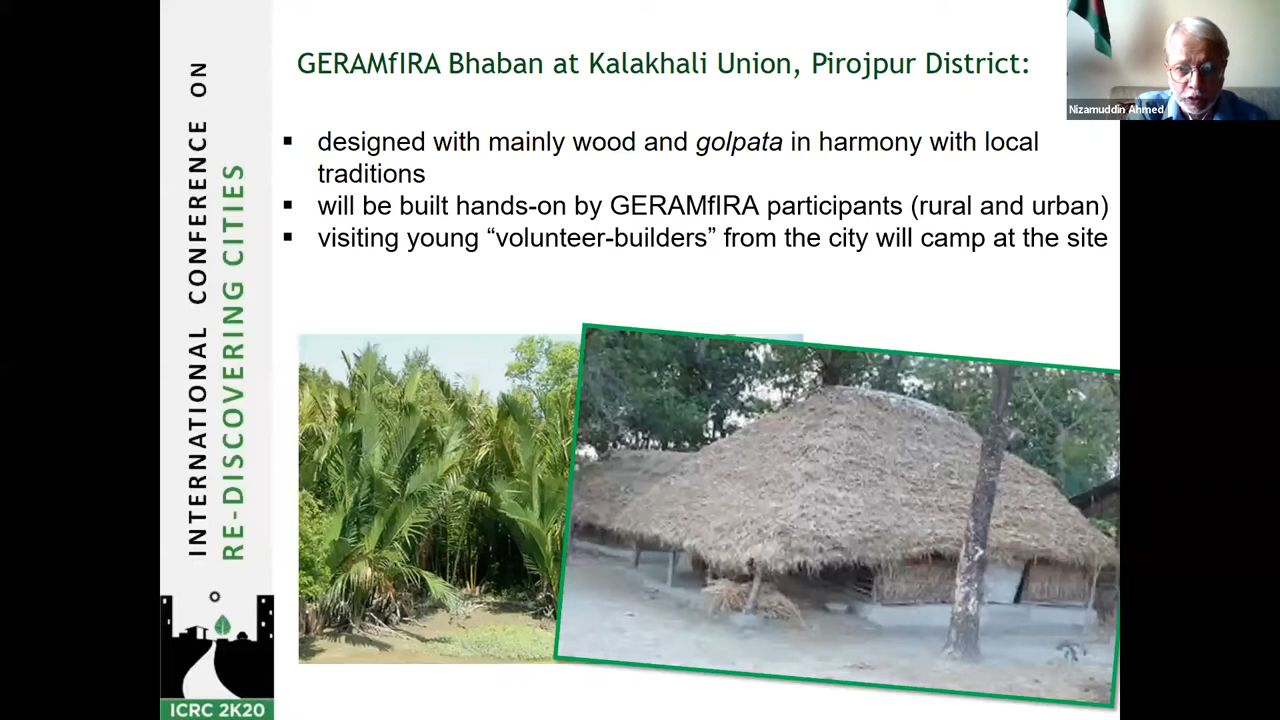 INTERNATIONAL CONFERENCE ON
RE-DISCOVERING CITIES
ICRC 2K20
GERAMfIRA Bhaban at Kalakhali Union, Pirojpur District:
▪ designed with mainly wood and golpata in harmony with local
traditions
▪ will be built hands-on by GERAMfIRA participants (rural and urban)
▪ visiting young “volunteer-builders” from the city will camp at the site
Nizamuddin Ahmed